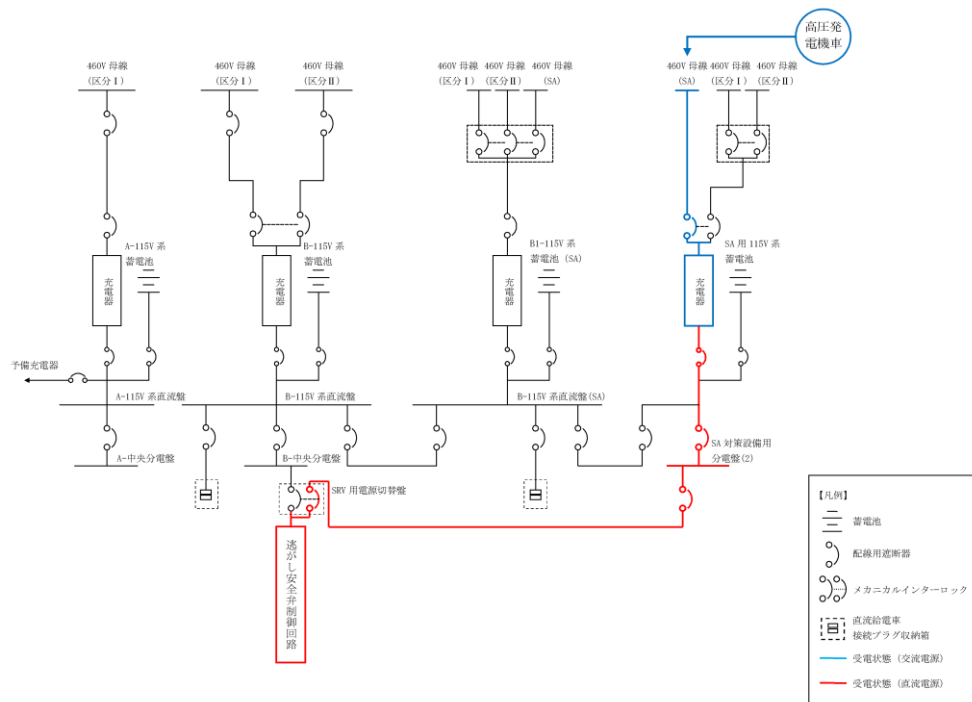 高圧発
電機車
460V 母線
(区分Ⅰ)
460V 母線
(区分Ⅰ)
460V 母線
(区分Ⅱ)
460V 母線
(区分Ⅰ)
460V 母線
(区分Ⅱ)
460V 母線
(SA)
460V 母線
(SA)
460V 母線
(区分Ⅰ)
460V 母線
(区分Ⅱ)
A-115V 系
蓄電池
充電器
B-115V 系
蓄電池
充電器
B1-115V 系
蓄電池 (SA)
充電器
SA 用 115V 系
蓄電池
充電器
予備充電器
A-115V 系直流盤
B-115V 系直流盤
B-115V 系直流盤(SA)
A-中央分電盤
B-中央分電盤
SA 対策設備用
分電盤(2)
SRV 用電源切替盤
逃がし安全弁制御回路
【凡例】
蓄電池
配線用遮断器
メカニカルインターロック
直流給電車
接続プラグ収納箱
受電状態 (交流電源)
受電状態 (直流電源)